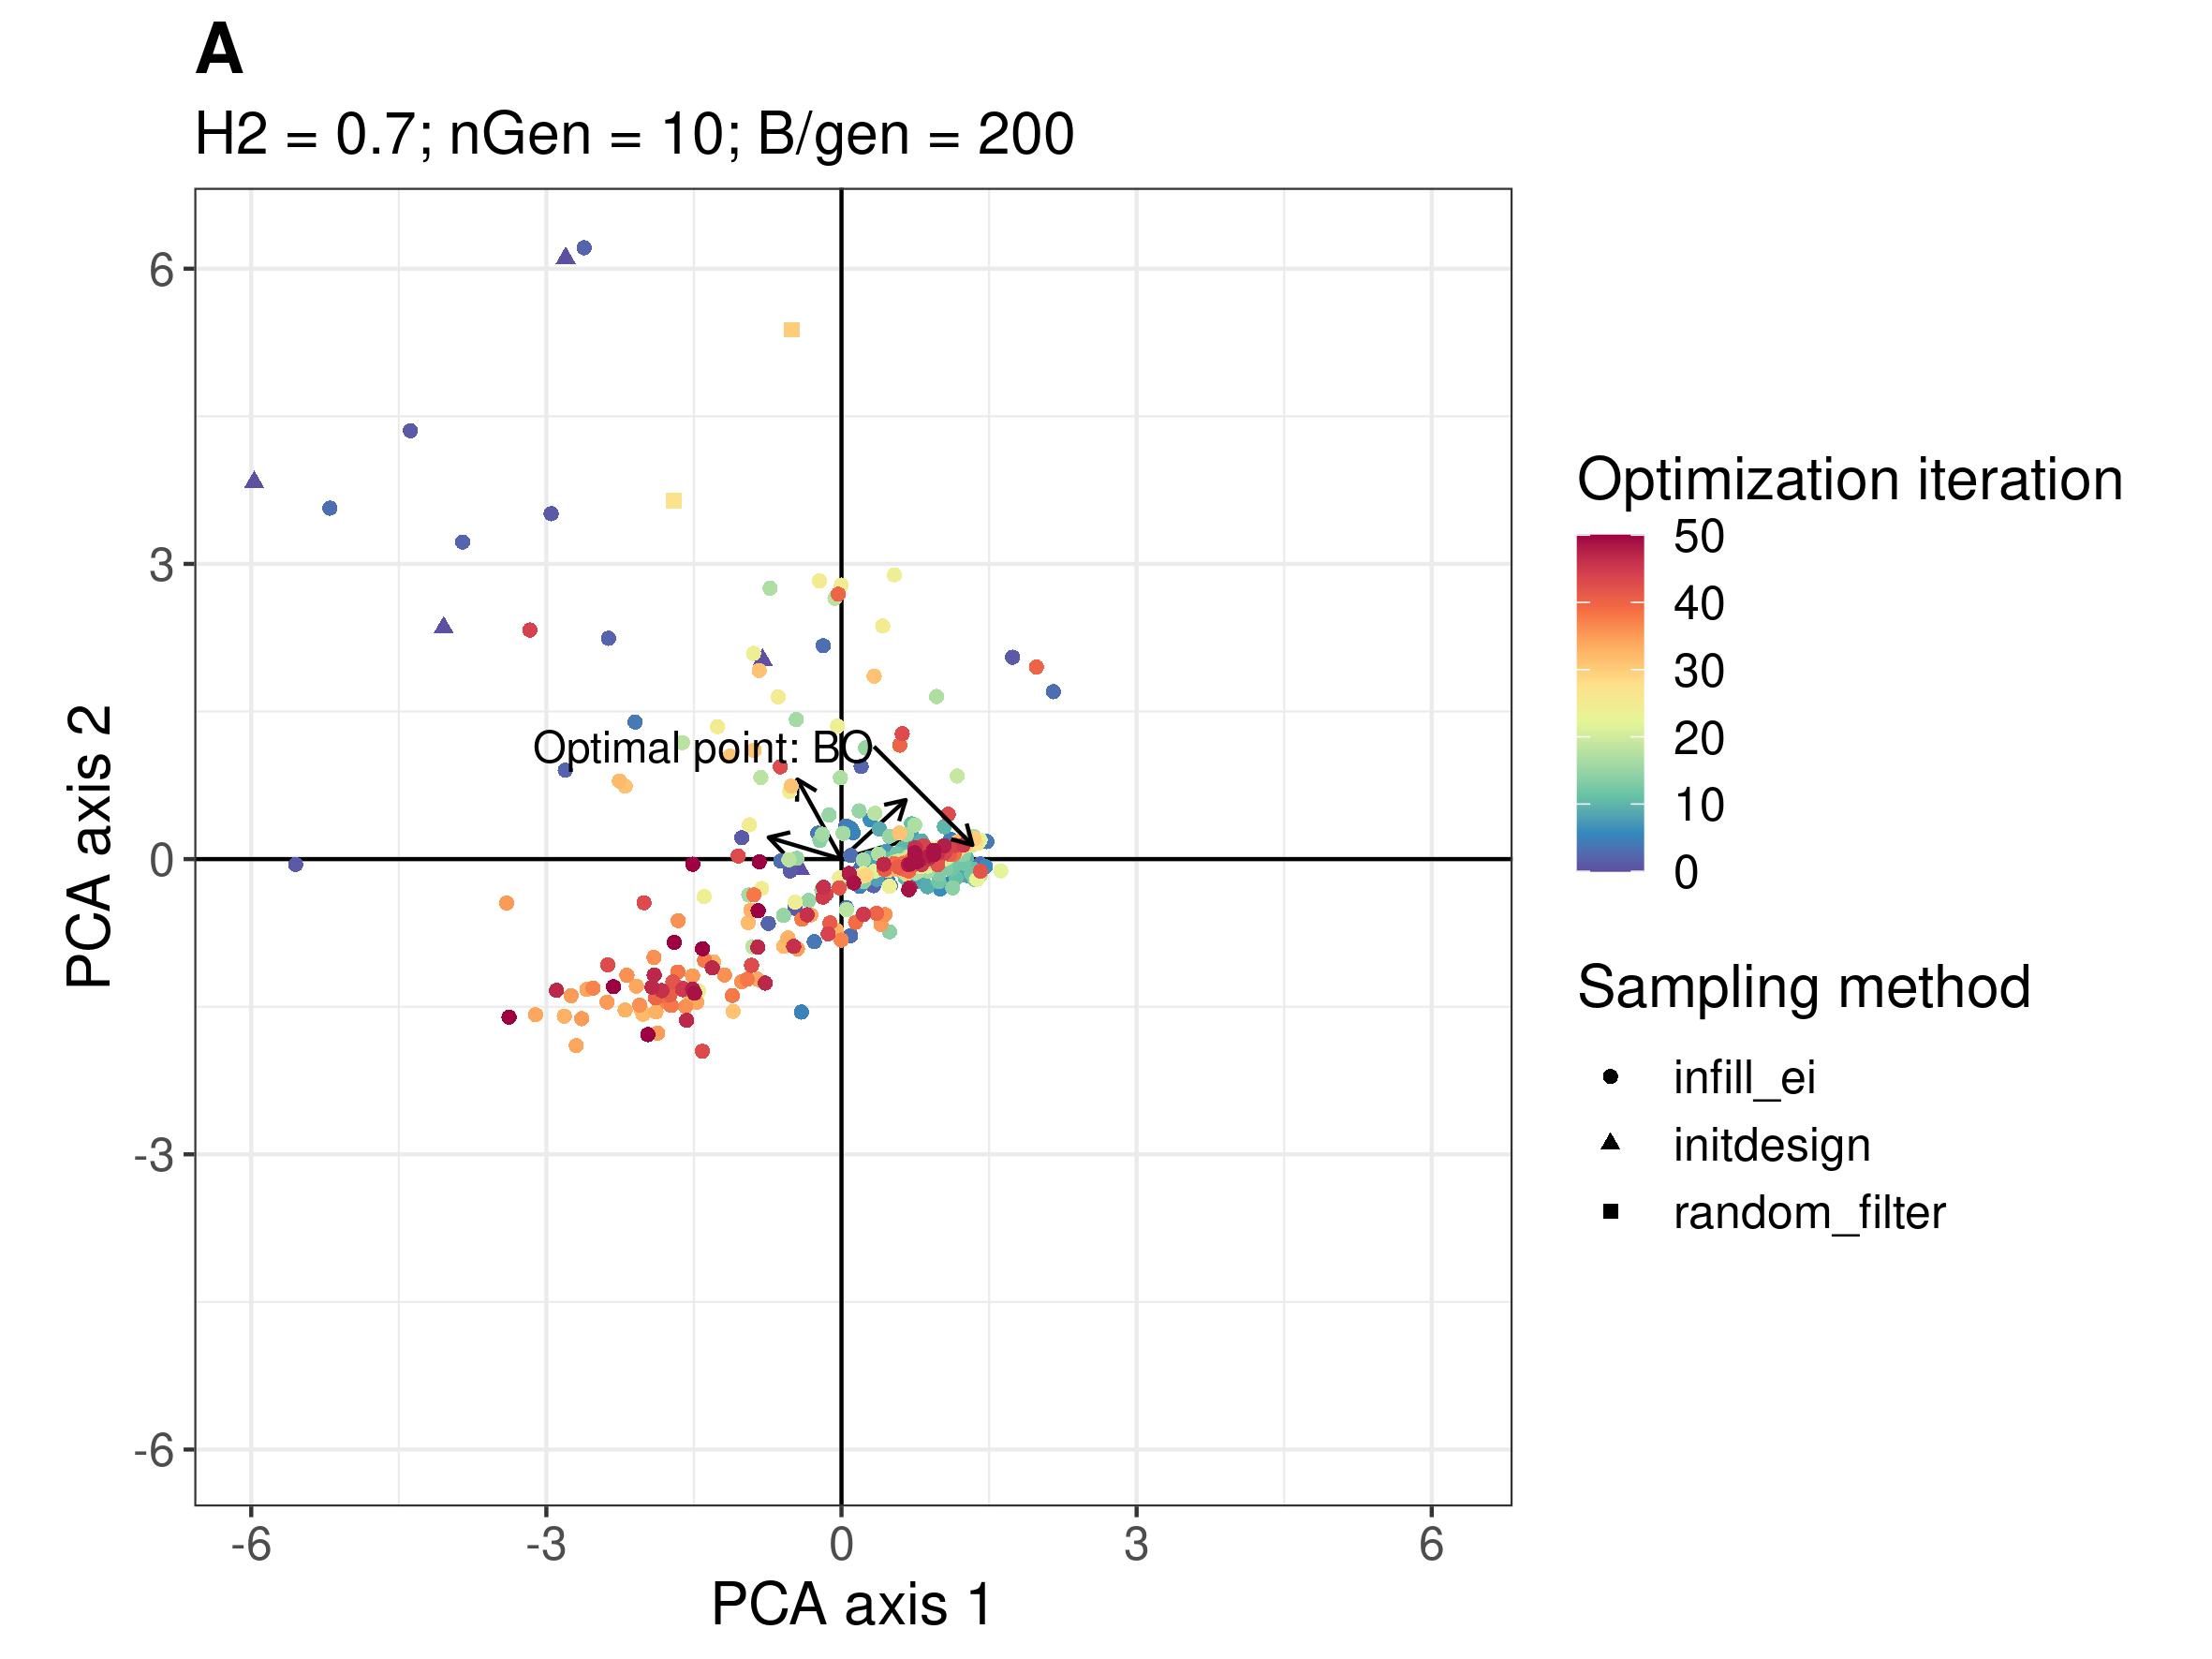 A
H2 = 0.7; nGen = 10; B/gen = 200
6
3
0
-3
-6
PCA axis 2
Optimal point: BO
-6
-3
0
3
6
PCA axis 1
Optimization iteration
50
40
30
20
10
0
Sampling method
infill_ei
initdesign
random_filter